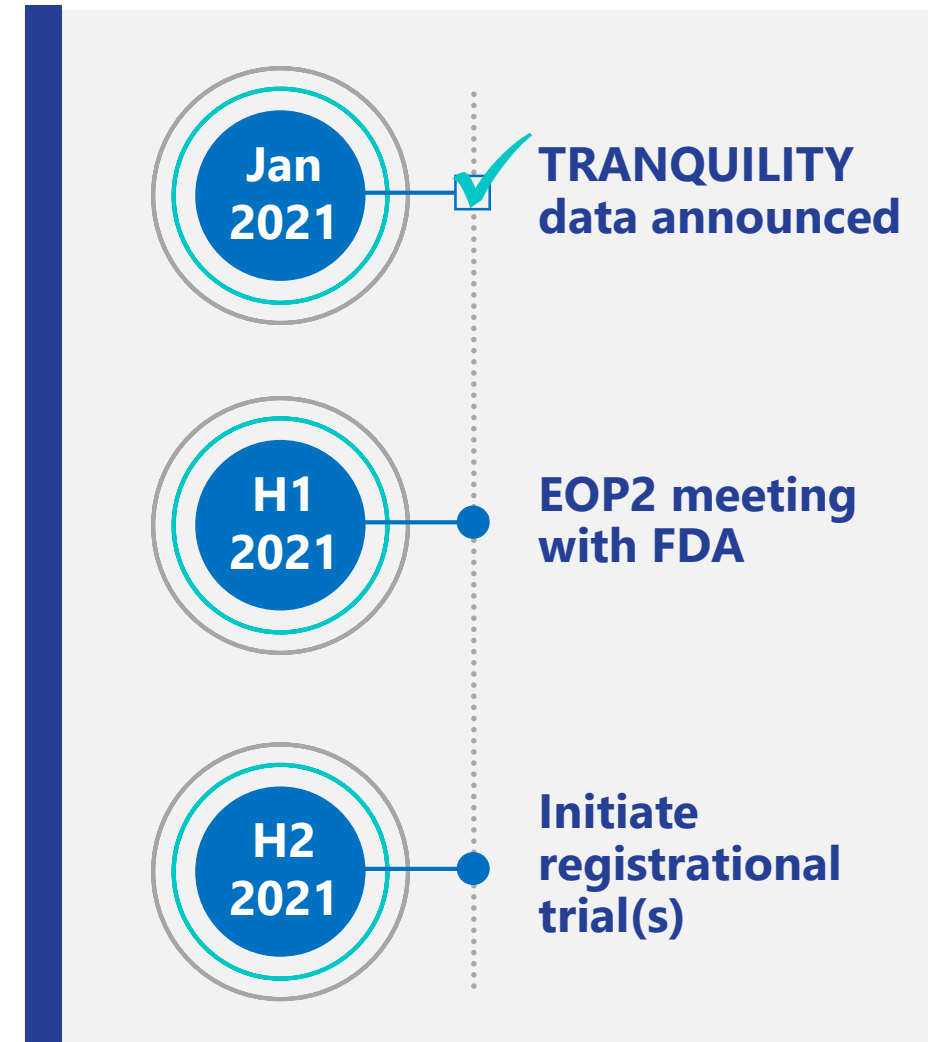 Jan
2021
TRANQUILITY
data announced
H1
2021
EOP2 meeting
with FDA
H2
2021
Initiate
registrational
trial(s)